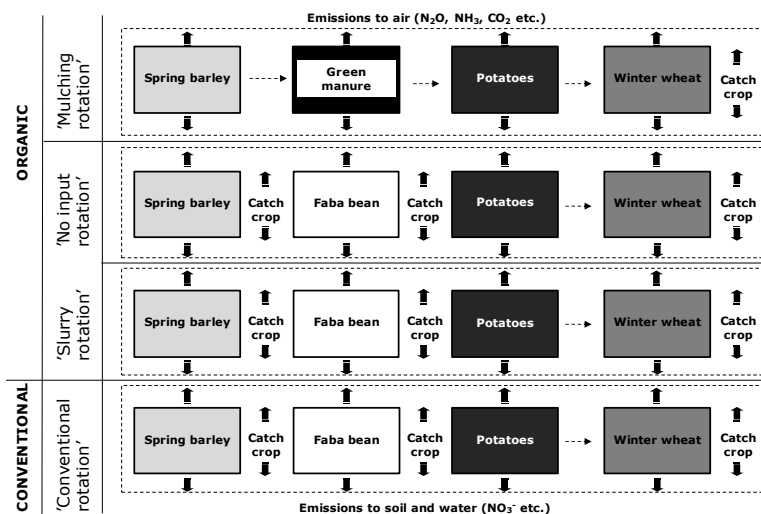 Emissions to air (N₂O, NH₃, CO₂ etc.)
ORGANIC
'Mulching
rotation'
Spring barley
Green
manure
Potatoes
Winter wheat
Catch
crop
'No input
rotation'
Spring barley
Catch
crop
Faba bean
Catch
crop
Potatoes
Winter wheat
Catch
crop
'Slurry
rotation'
Spring barley
Catch
crop
Faba bean
Catch
crop
Potatoes
Winter wheat
Catch
crop
CONVENTIONAL
'Conventional
rotation'
Spring barley
Catch
crop
Faba bean
Catch
crop
Potatoes
Winter wheat
Catch
crop
Emissions to soil and water (NO₃⁻ etc.)